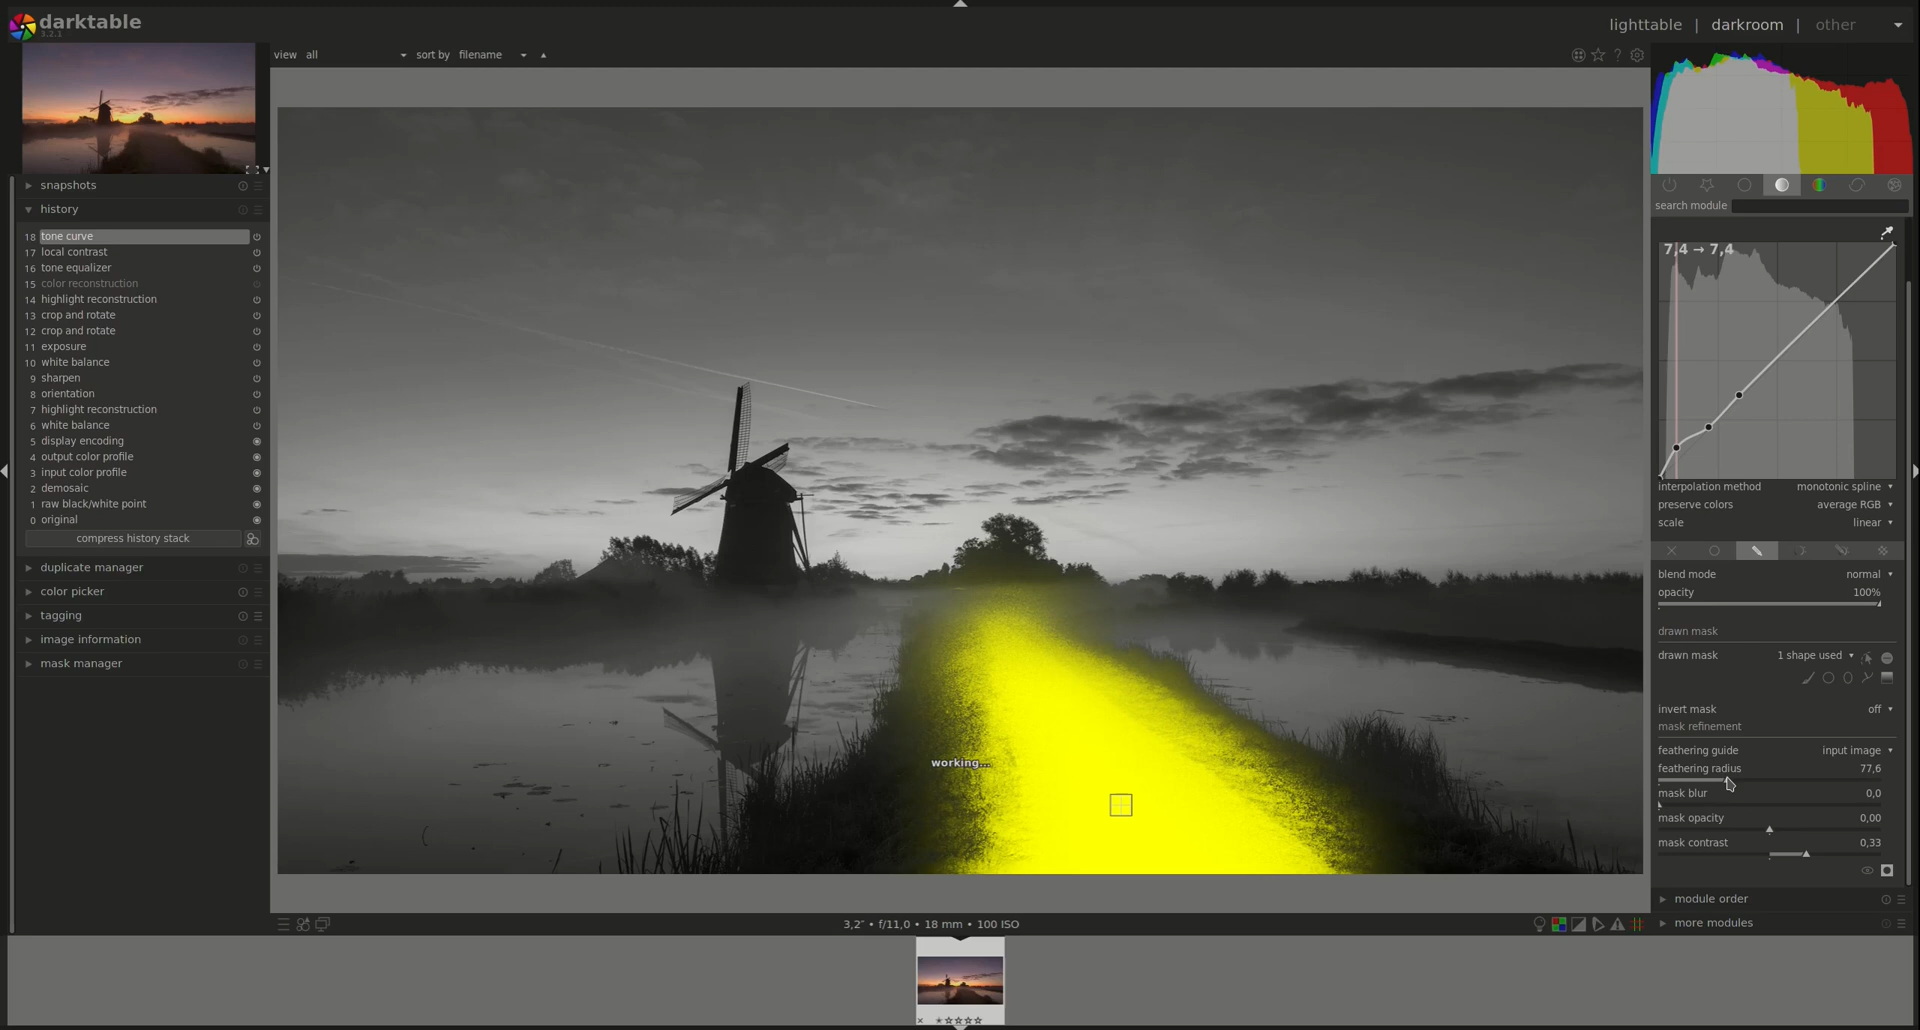 darktable
3.2.1
lighttable | darkroom | other
view all sort by filename
snapshots
history
18 tone curve
17 local contrast
16 tone equalizer
15 color reconstruction
14 highlight reconstruction
13 crop and rotate
12 crop and rotate
11 exposure
10 white balance
9 sharpen
8 orientation
7 highlight reconstruction
6 white balance
5 display encoding
4 output color profile
3 input color profile
2 demosaic
1 raw black/white point
0 original
compress history stack
duplicate manager
color picker
tagging
image information
mask manager
working...
3,2" • f/11,0 • 18 mm • 100 ISO
search module
7,4 → 7,4
interpolation method monotonic spline
preserve colors average RGB
scale linear
blend mode normal
opacity 100%
drawn mask
drawn mask 1 shape used
invert mask off
mask refinement
feathering guide input image
feathering radius 77,6
mask blur 0,0
mask opacity 0,00
mask contrast 0,33
module order
more modules